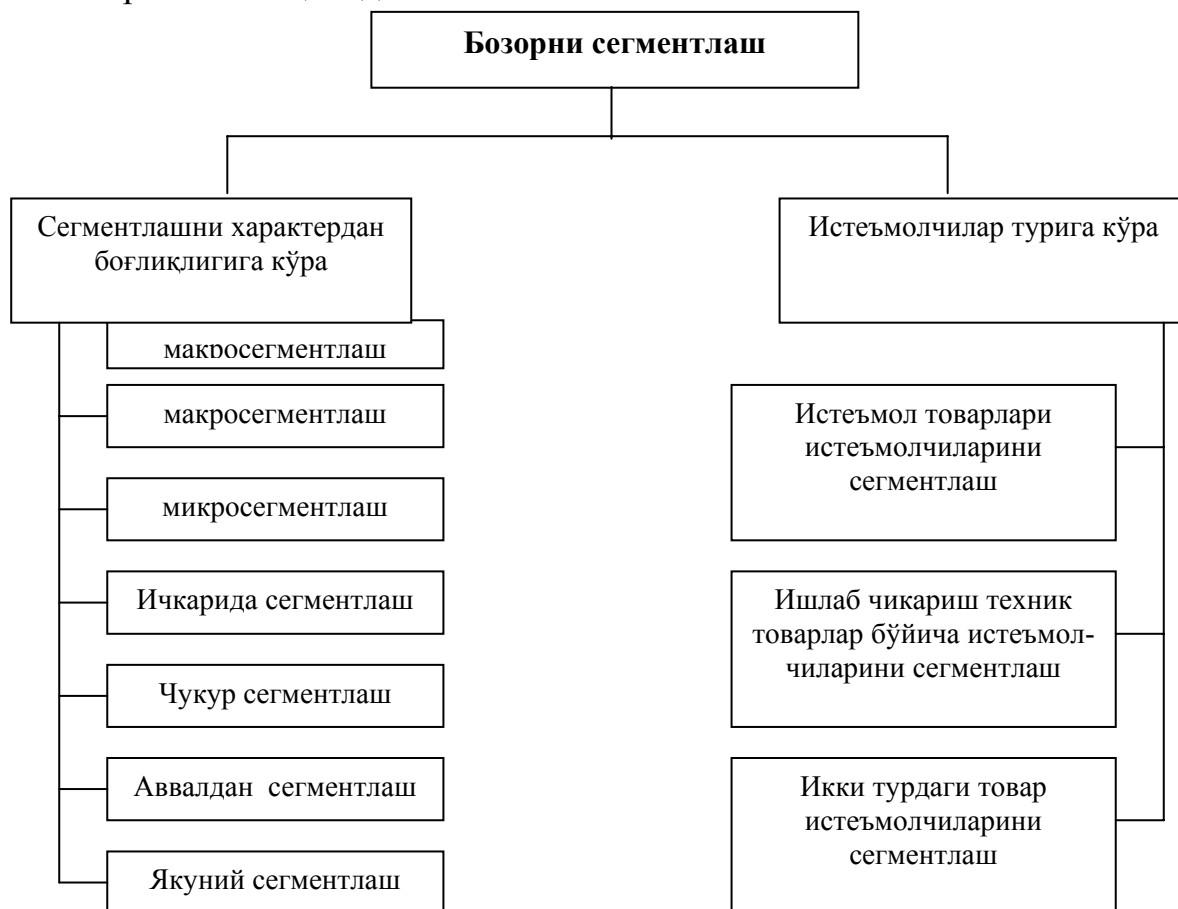 Бозорни сегментлаш
Сегментлашни характердан
боғлиқлигига кўра
Истеъмолчилар турига кўра
макросегментлаш
макросегментлаш
микросегментлаш
Ичкарида сегментлаш
Чукур сегментлаш
Аввалдан сегментлаш
Якуний сегментлаш
Истеъмол товарлари
истеъмолчиларини
сегментлаш
Ишлаб чикариш техник
товарлар бўйича истеъмол-
чиларини сегментлаш
Икки турдаги товар
истеъмолчиларини
сегментлаш